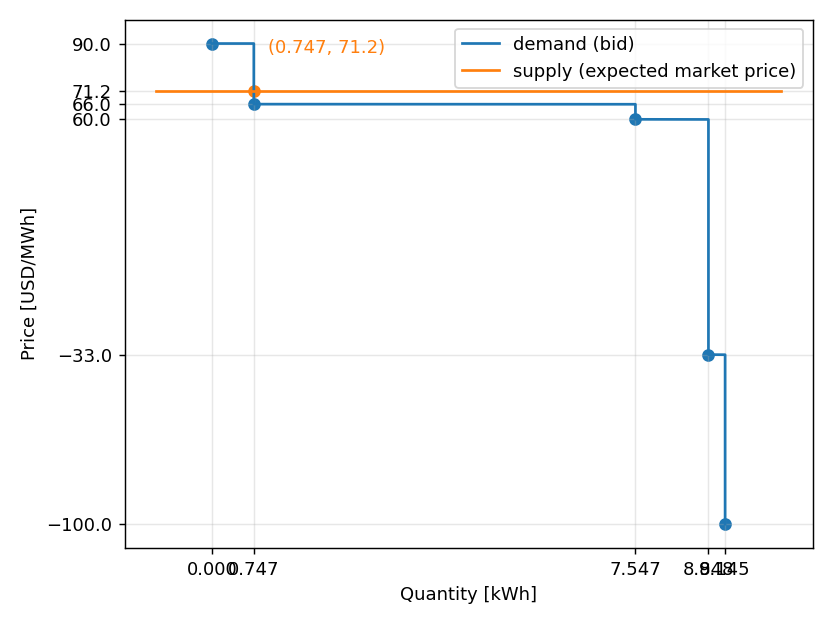 (0.747, 71.2)
demand (bid)
supply (expected market price)
90.0
71.2
66.0
60.0
−33.0
−100.0
Price [USD/MWh]
0.000
0.747
7.547
Quantity [kWh]